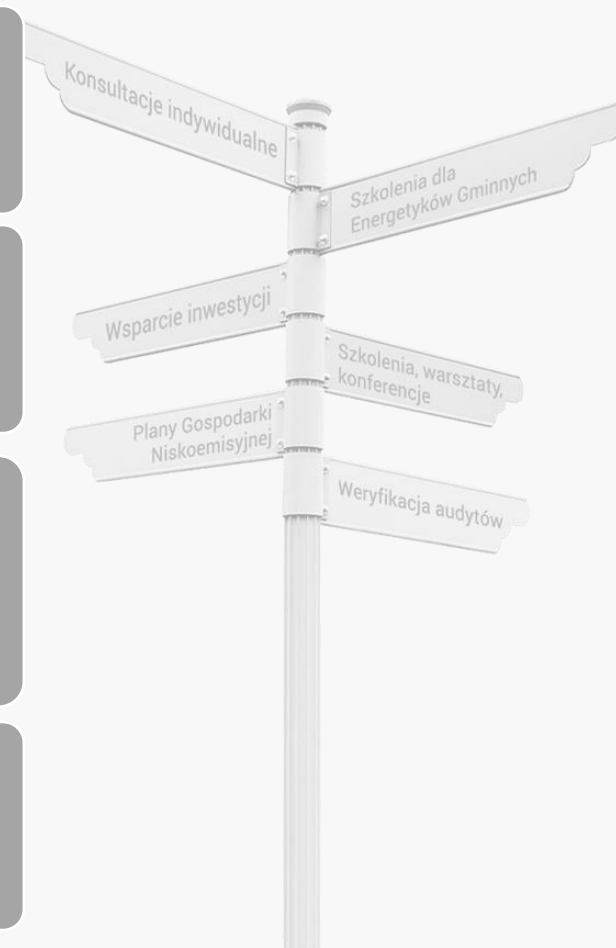 Konsultacje indywidualne
Szkolenia dla
Energetyków Gminnych
Wsparcie inwestycji
Szkolenia, warsztaty,
konferencje
Plany Gospodarki
Niskoemisyjnej
Weryfikacja audytów